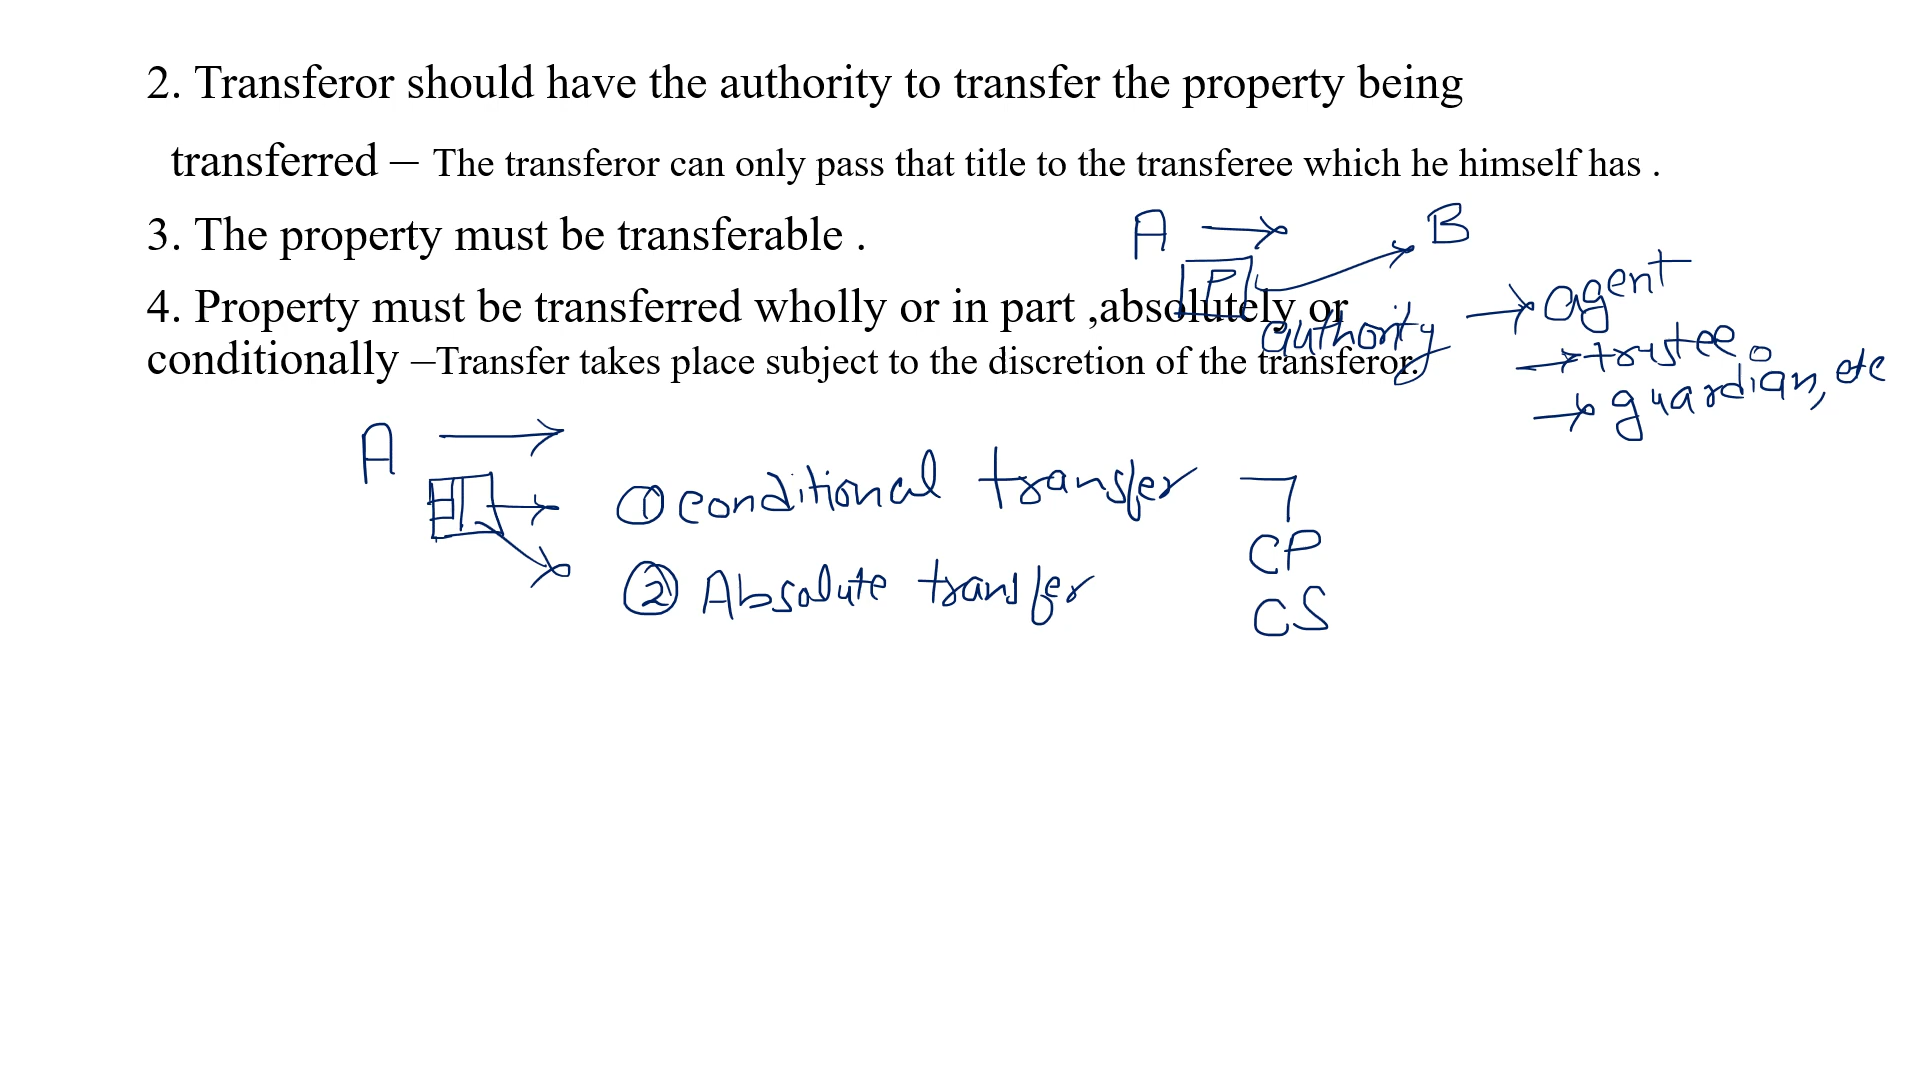 2. Transferor should have the authority to transfer the property being
transferred – The transferor can only pass that title to the transferee which he himself has .
3. The property must be transferable .
A B
P
4. Property must be transferred wholly or in part ,absolutely or
conditionally –Transfer takes place subject to the discretion of the transferor.
authority → agent
→ trustee
→ guardian, etc
A →
① conditional transfer
CP
② Absolute transfer
CS